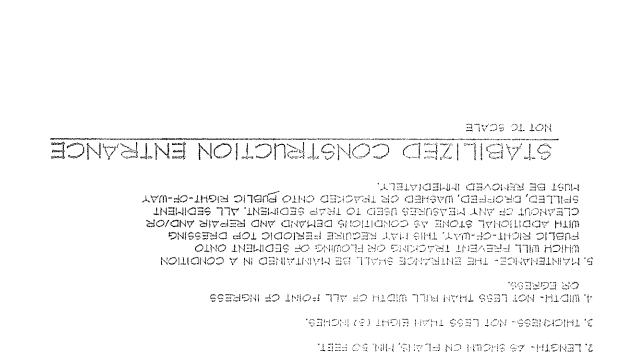 2. LENGTH- AS SHOWN ON PLANS, MIN. 50 FEET.
3. THICKNESS- NOT LESS THAN EIGHT (8) INCHES.
4. WIDTH- NOT LESS THAN FULL WIDTH OF ALL POINT OF INGRESS
OR EGRESS.
5. MAINTENANCE- THE ENTRANCE SHALL BE MAINTAINED IN A CONDITION
WHICH WILL PREVENT TRACKING OR FLOWING OF SEDIMENT ONTO
PUBLIC RIGHT-OF-WAY. THIS MAY REQUIRE PERIODIC TOP DRESSING
WITH ADDITIONAL STONE AS CONDITIONS DEMAND AND REPAIR AND/OR
CLEANOUT OF ANY MEASURES USED TO TRAP SEDIMENT. ALL SEDIMENT
SPILLED, DROPPED, WASHED OR TRACKED ONTO PUBLIC RIGHT-OF-WAY
MUST BE REMOVED IMMEDIATELY.
STABILIZED CONSTRUCTION ENTRANCE
NOT TO SCALE